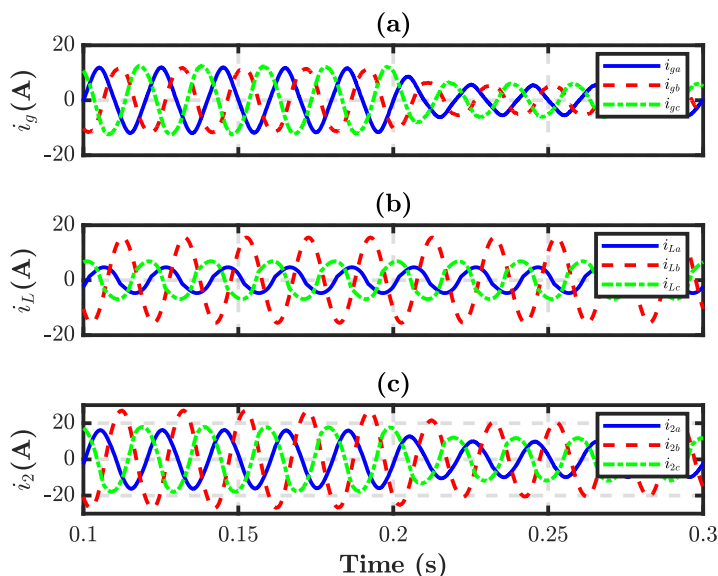 (a)
i_g(A)
20
0
-20
i_ga
i_gb
i_gc
(b)
i_L(A)
20
0
-20
i_La
i_Lb
i_Lc
(c)
i_2(A)
20
0
-20
i_2a
i_2b
i_2c
0.1 0.15 0.2 0.25 0.3
Time (s)